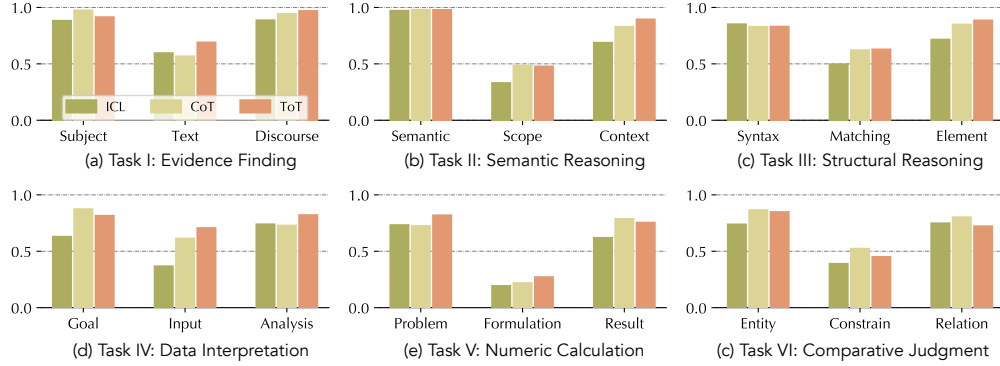 1.0
0.5
0.0
ICL CoT ToT
Subject Text Discourse
(a) Task I: Evidence Finding
1.0
0.5
0.0
Semantic Scope Context
(b) Task II: Semantic Reasoning
1.0
0.5
0.0
Syntax Matching Element
(c) Task III: Structural Reasoning
1.0
0.5
0.0
Goal Input Analysis
(d) Task IV: Data Interpretation
1.0
0.5
0.0
Problem Formulation Result
(e) Task V: Numeric Calculation
1.0
0.5
0.0
Entity Constrain Relation
(c) Task VI: Comparative Judgment